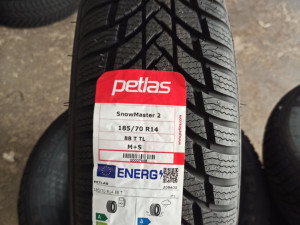 petlas
SnowMaster 2
185/70 R14
88 T TL
M+S
ENERG
PETLAS